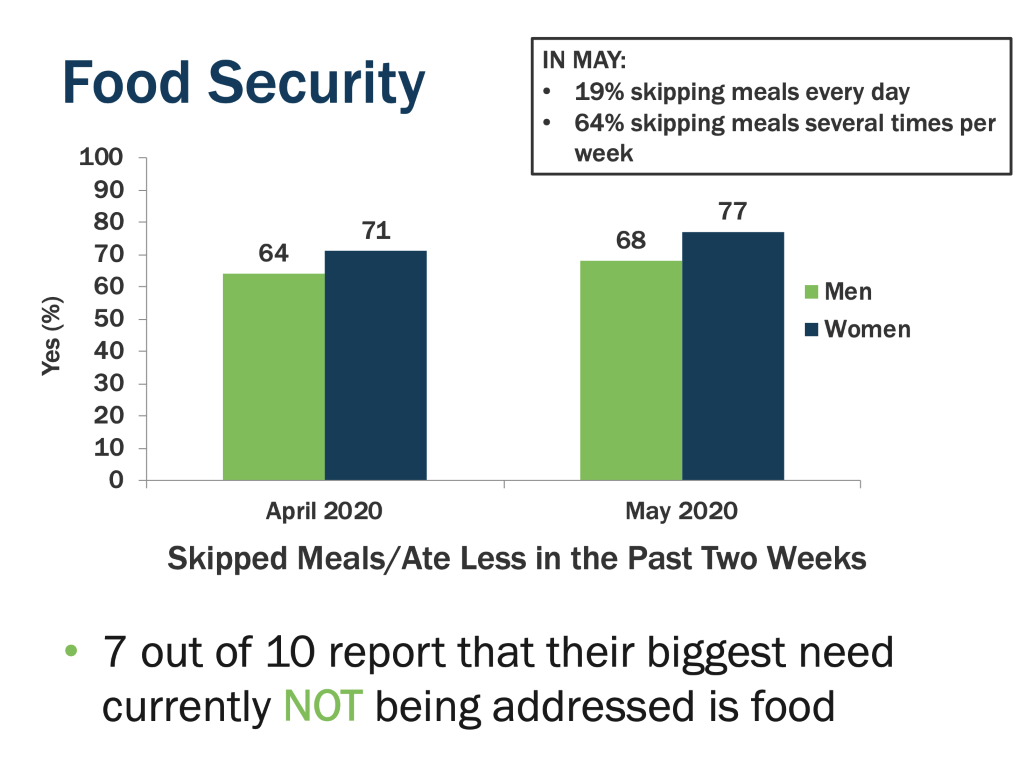 Food Security
IN MAY:
• 19% skipping meals every day
• 64% skipping meals several times per
week
Yes (%)
100
90
80
70
60
50
40
30
20
10
0
64
71
68
77
Men
Women
April 2020
May 2020
Skipped Meals/Ate Less in the Past Two Weeks
• 7 out of 10 report that their biggest need
currently NOT being addressed is food